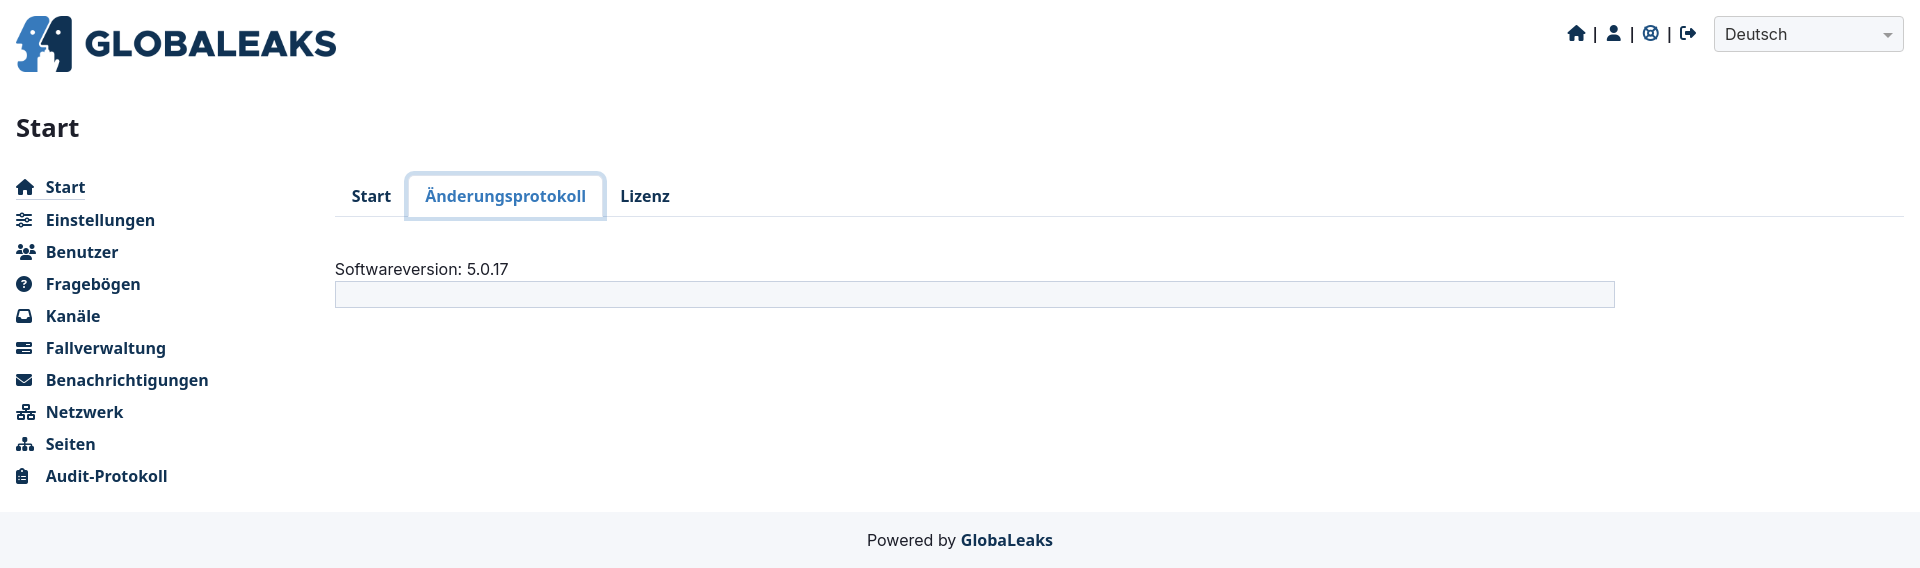 GLOBALEAKS
| | |
Deutsch
Start
Start
Einstellungen
Benutzer
Fragebögen
Kanäle
Fallverwaltung
Benachrichtigungen
Netzwerk
Seiten
Audit-Protokoll
Start Änderungsprotokoll Lizenz
Softwareversion: 5.0.17
Powered by GlobaLeaks